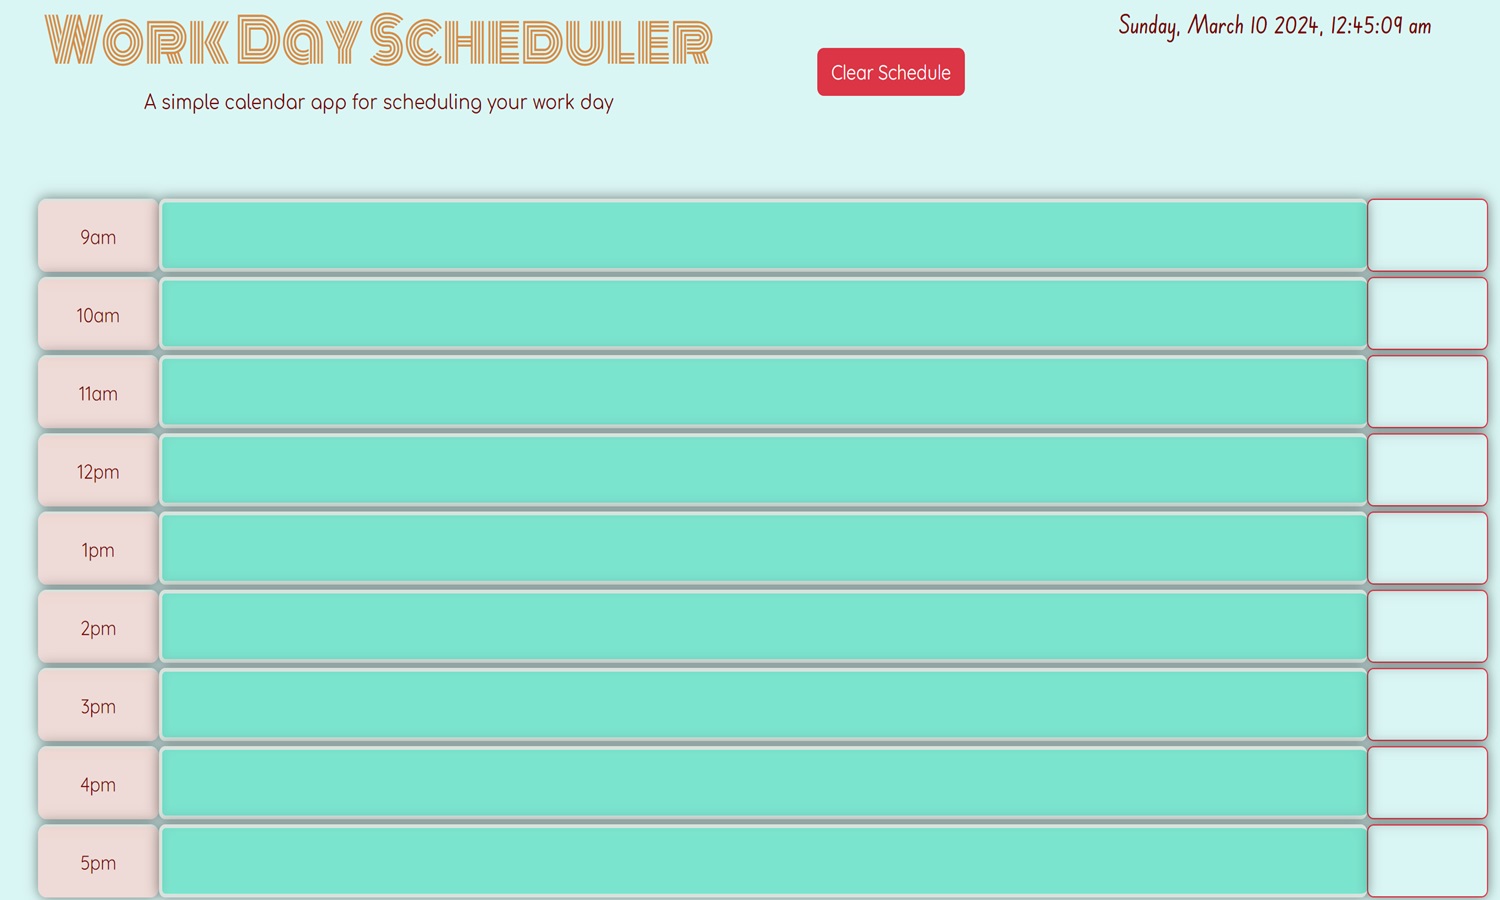 Work Day Scheduler
A simple calendar app for scheduling your work day
Clear Schedule
Sunday, March 10 2024, 12:45:09 am
9am
10am
11am
12pm
1pm
2pm
3pm
4pm
5pm